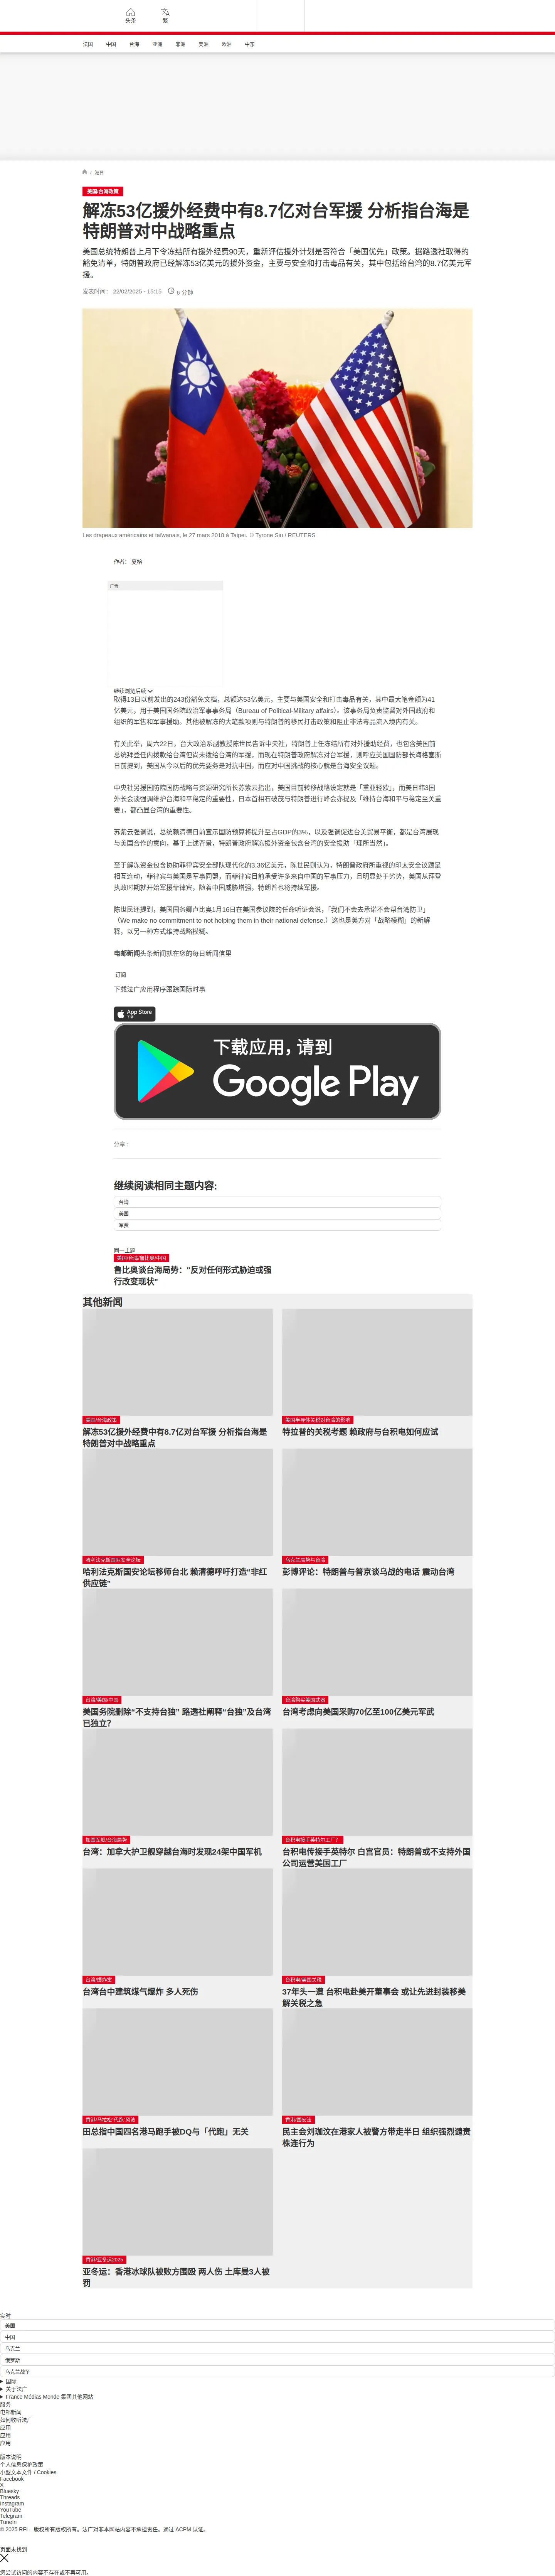 头条
繁
法国
中国
台海
亚洲
非洲
美洲
欧洲
中东
/ 港台
美国/台海政策
解冻53亿援外经费中有8.7亿对台军援 分析指台海是
特朗普对中战略重点
美国总统特朗普上月下令冻结所有援外经费90天，重新评估援外计划是否符合「美国优先」政策。据路透社取得的
豁免清单，特朗普政府已经解冻53亿美元的援外资金，主要与安全和打击毒品有关，其中包括给台湾的8.7亿美元军
援。
发表时间： 22/02/2025 - 15:15
6 分钟
Les drapeaux américains et taïwanais, le 27 mars 2018 à Taipei. © Tyrone Siu / REUTERS
作者： 夏榕
广告
继续浏览后续
取得13日以前发出的243份豁免文档，总额达53亿美元，主要与美国安全和打击毒品有关，其中最大笔金额为41
亿美元，用于美国国务院政治军事事务局（Bureau of Political-Military affairs）。该事务局负责监督对外国政府和
组织的军售和军事援助。其他被解冻的大笔款项则与特朗普的移民打击政策和阻止非法毒品流入境内有关。
有关此举，周六22日，台大政治系副教授陈世民告诉中央社，特朗普上任冻结所有对外援助经费，也包含美国前
总统拜登任内拨款给台湾但尚未拨给台湾的军援，而现在特朗普政府解冻对台军援，则呼应美国国国防部长海格塞斯
日前提到，美国从今以后的优先要务是对抗中国，而应对中国挑战的核心就是台海安全议题。
中央社另援国防院国防战略与资源研究所长苏紫云指出，美国目前转移战略设定就是「重亚轻欧」，而美日韩3国
外长会谈强调维护台海和平稳定的重要性，日本首相石破茂与特朗普进行峰会亦提及「维持台海和平与稳定至关重
要」，都凸显台湾的重要性。
苏紫云强调说，总统赖清德日前宣示国防预算将提升至占GDP的3%，以及强调促进台美贸易平衡，都是台湾展现
与美国合作的意向，基于上述背景，特朗普政府解冻援外资金包含台湾的安全援助「理所当然」。
至于解冻资金包含协助菲律宾安全部队现代化的3.36亿美元，陈世民则认为，特朗普政府所重视的印太安全议题是
相互连动，菲律宾与美国是军事同盟，而菲律宾目前承受许多来自中国的军事压力，且明显处于劣势，美国从拜登
执政时期就开始军援菲律宾，随着中国威胁增强，特朗普也将持续军援。
陈世民还提到，美国国务卿卢比奥1月16日在美国参议院的任命听证会说，「我们不会去承诺不会帮台湾防卫」
（We make no commitment to not helping them in their national defense.）这也是美方对「战略模糊」的新解
释，以另一种方式维持战略模糊。
电邮新闻头条新闻就在您的每日新闻信里
订阅
下载法广应用程序跟踪国际时事
App Store
下载
下载应用，请到
Google Play
分享 :
继续阅读相同主题内容:
台湾
美国
军费
同一主题
美国/台湾/鲁比奥/中国
鲁比奥谈台海局势："反对任何形式胁迫或强
行改变现状"
其他新闻
美国/台海政策
解冻53亿援外经费中有8.7亿对台军援 分析指台海是
特朗普对中战略重点
美国半导体关税对台湾的影响
特拉普的关税考题 赖政府与台积电如何应试
哈利法克斯国际安全论坛
哈利法克斯国安论坛移师台北 赖清德呼吁打造“非红
供应链”
乌克兰局势与台湾
彭博评论：特朗普与普京谈乌战的电话 震动台湾
台湾/美国/中国
美国务院删除“不支持台独” 路透社阐释“台独”及台湾
已独立？
台湾购买美国武器
台湾考虑向美国采购70亿至100亿美元军武
加国军舰/台海局势
台湾：加拿大护卫舰穿越台海时发现24架中国军机
台积电接手英特尔工厂？
台积电传接手英特尔 白宫官员：特朗普或不支持外国
公司运营美国工厂
台湾/爆炸案
台湾台中建筑煤气爆炸 多人死伤
台积电/美国关税
37年头一遭 台积电赴美开董事会 或让先进封装移美
解关税之急
香港/马拉松“代跑”风波
田总指中国四名港马跑手被DQ与「代跑」无关
香港/国安法
民主会刘珈汶在港家人被警方带走半日 组织强烈谴责
株连行为
香港/亚冬运2025
亚冬运：香港冰球队被败方围殴 两人伤 土库曼3人被
罚
实时
美国
中国
乌克兰
俄罗斯
乌克兰战争
国际
关于法广
France Médias Monde 集团其他网站
服务
电邮新闻
如何收听法广
应用
应用
应用
版本说明
个人信息保护政策
小型文本文件 / Cookies
Facebook
X
Bluesky
Threads
Instagram
YouTube
Telegram
TuneIn
© 2025 RFI – 版权所有版权所有。法广对非本网站内容不承担责任。通过 ACPM 认证。
页面未找到
您尝试访问的内容不存在或不再可用。